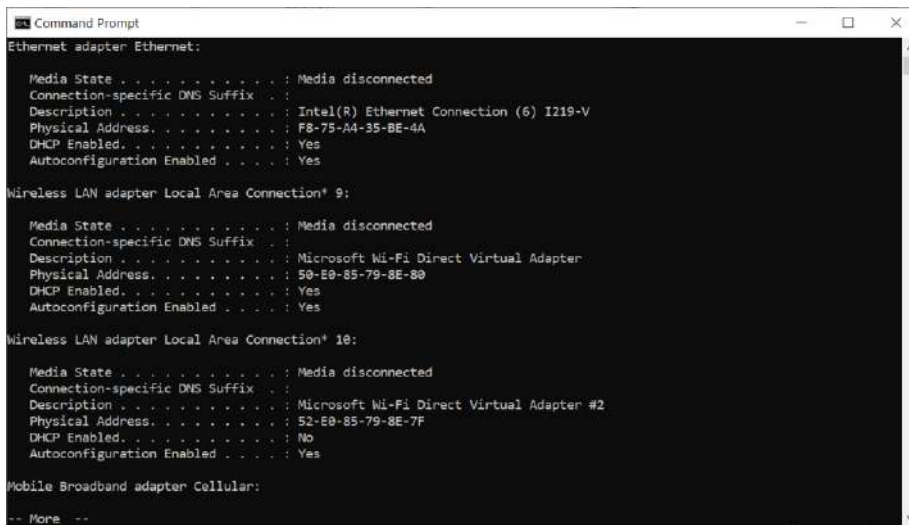 Command Prompt
Ethernet adapter Ethernet:
Media State . . . . . . . . . . . : Media disconnected
Connection-specific DNS Suffix  . :
Description . . . . . . . . . . . : Intel(R) Ethernet Connection (6) I219-V
Physical Address. . . . . . . . . : F8-75-A4-35-BE-4A
DHCP Enabled. . . . . . . . . . . : Yes
Autoconfiguration Enabled . . . . : Yes
Wireless LAN adapter Local Area Connection* 9:
Media State . . . . . . . . . . . : Media disconnected
Connection-specific DNS Suffix  . :
Description . . . . . . . . . . . : Microsoft Wi-Fi Direct Virtual Adapter
Physical Address. . . . . . . . . : 50-E0-85-79-8E-80
DHCP Enabled. . . . . . . . . . . : Yes
Autoconfiguration Enabled . . . . : Yes
Wireless LAN adapter Local Area Connection* 10:
Media State . . . . . . . . . . . : Media disconnected
Connection-specific DNS Suffix  . :
Description . . . . . . . . . . . : Microsoft Wi-Fi Direct Virtual Adapter #2
Physical Address. . . . . . . . . : 52-E0-85-79-8E-7F
DHCP Enabled. . . . . . . . . . . : No
Autoconfiguration Enabled . . . . : Yes
Mobile Broadband adapter Cellular:
-- More  --